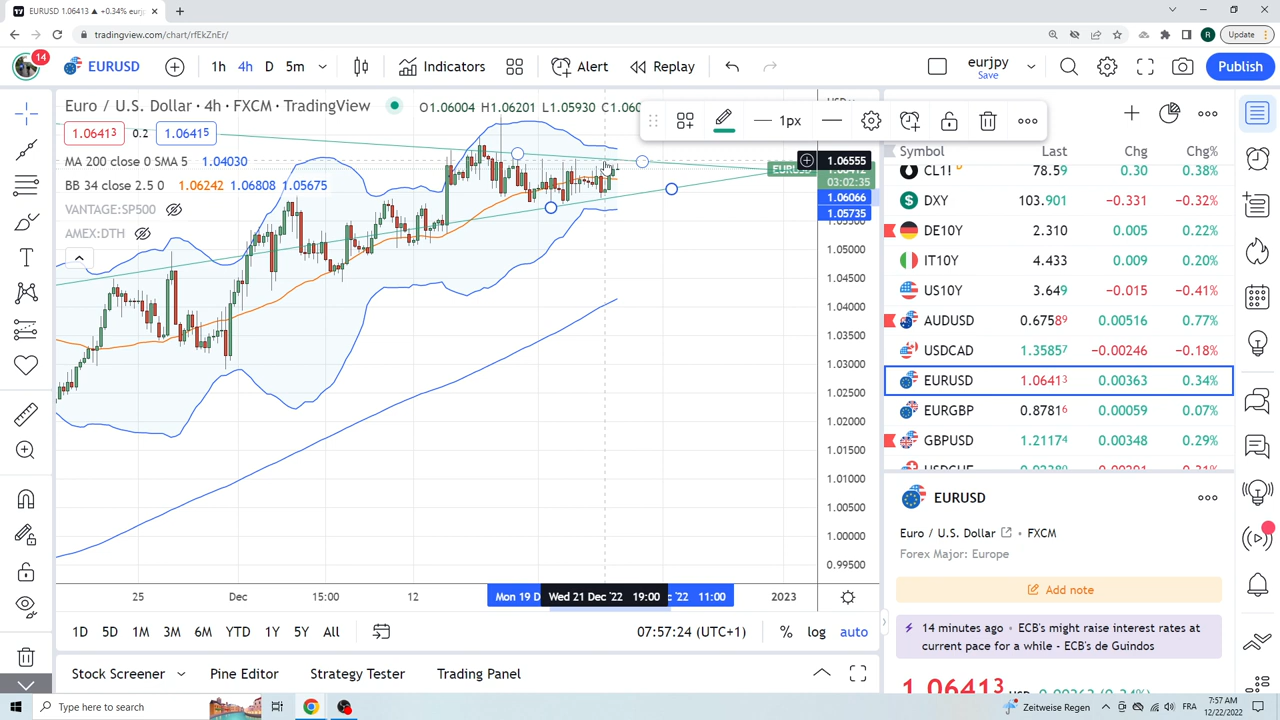 EURUSD 1.06413 ▲ +0.34% eurj
tradingview.com/chart/rfEkZnEr/
Update
14
EURUSD
1h 4h D 5m
Indicators
Alert
Replay
eurjpy
Save
Publish
Euro / U.S. Dollar • 4h • FXCM • TradingView
O1.06004 H1.06201 L1.05930 C1.06
1.06413 0.2 1.06415
MA 200 close 0 SMA 5 1.04030
BB 34 close 2.5 0 1.06242 1.06808 1.05675
VANTAGE:SP500
AMEX:DTH
1px
1.06555
03:02:35
1.06066
1.05735
1.05000
1.04500
1.04000
1.03500
1.03000
1.02500
1.02000
1.01500
1.01000
1.00500
1.00000
0.99500
25 Dec 15:00 12 Mon 19 D Wed 21 Dec '22 19:00 '22 11:00 2023
1D 5D 1M 3M 6M YTD 1Y 5Y All
07:57:24 (UTC+1)
% log auto
Stock Screener Pine Editor Strategy Tester Trading Panel
Symbol Last Chg Chg%
CL1! D 78.59 0.30 0.38%
DXY 103.901 −0.331 −0.32%
DE10Y 2.310 0.005 0.22%
IT10Y 4.433 0.009 0.20%
US10Y 3.649 −0.015 −0.41%
AUDUSD 0.67589 0.00516 0.77%
USDCAD 1.35857 −0.00246 −0.18%
EURUSD 1.06413 0.00363 0.34%
EURGBP 0.87816 0.00059 0.07%
GBPUSD 1.21174 0.00348 0.29%
EURUSD
Euro / U.S. Dollar • FXCM
Forex Major: Europe
Add note
14 minutes ago • ECB's might raise interest rates at
current pace for a while - ECB's de Guindos
1.06413
Type here to search
Zeitweise Regen
FRA
7:57 AM
12/22/2022